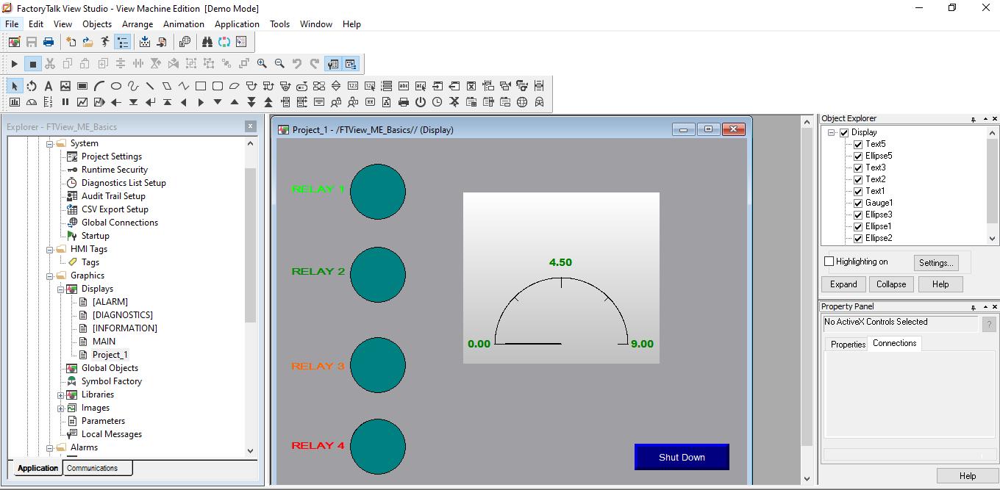 FactoryTalk View Studio - View Machine Edition [Demo Mode]
File Edit View Objects Arrange Animation Application Tools Window Help
Explorer - FTView_ME_Basics
System
Project Settings
Runtime Security
Diagnostics List Setup
Audit Trail Setup
CSV Export Setup
Global Connections
Startup
HMI Tags
Tags
Graphics
Displays
[ALARM]
[DIAGNOSTICS]
[INFORMATION]
MAIN
Project_1
Global Objects
Symbol Factory
Libraries
Images
Parameters
Local Messages
Alarms
Application Communications
Project_1 - /FTView_ME_Basics// (Display)
RELAY 1
RELAY 2
RELAY 3
RELAY 4
4.50
0.00 9.00
Shut Down
Object Explorer
Display
Text5
Ellipse5
Text3
Text2
Text1
Gauge1
Ellipse3
Ellipse1
Ellipse2
Highlighting on Settings...
Expand Collapse Help
Property Panel
No ActiveX Controls Selected ?
Properties Connections
Help